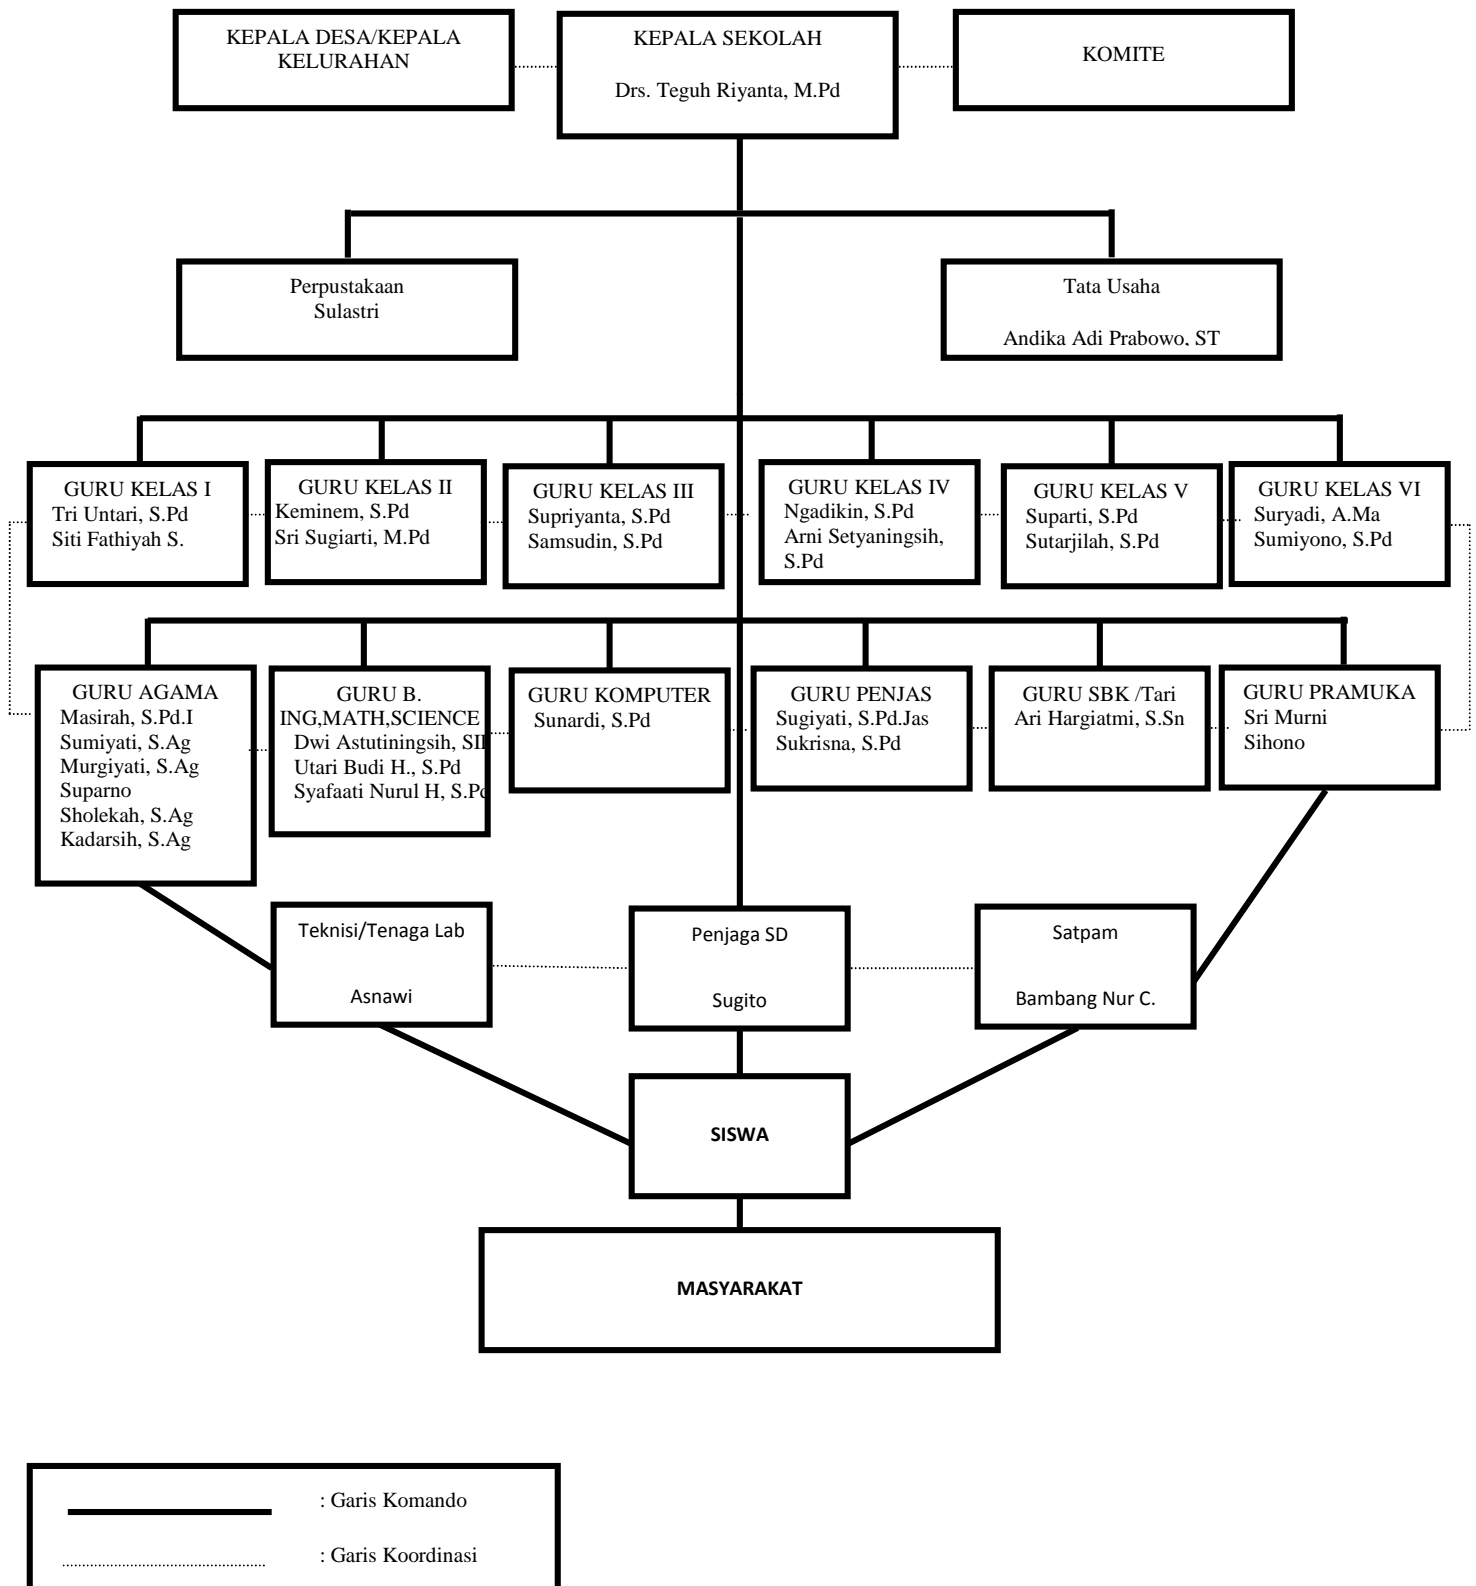 KEPALA DESA/KEPALA
KELURAHAN
KEPALA SEKOLAH
Drs. Teguh Riyanta, M.Pd
KOMITE
Perpustakaan
Sulastri
Tata Usaha
Andika Adi Prabowo, ST
GURU KELAS I
Tri Untari, S.Pd
Siti Fathiyah S.
GURU KELAS II
Keminem, S.Pd
Sri Sugiarti, M.Pd
GURU KELAS III
Supriyanta, S.Pd
Samsudin, S.Pd
GURU KELAS IV
Ngadikin, S.Pd
Arni Setyaningsih,
S.Pd
GURU KELAS V
Suparti, S.Pd
Sutarjilah, S.Pd
GURU KELAS VI
Suryadi, A.Ma
Sumiyono, S.Pd
GURU AGAMA
Masirah, S.Pd.I
Sumiyati, S.Ag
Murgiyati, S.Ag
Suparno
Sholekah, S.Ag
Kadarsih, S.Ag
GURU B.
ING,MATH,SCIENCE
Dwi Astutiningsih,
Utari Budi H., S.Pd
Syafaati Nurul H, S.Pd
GURU KOMPUTER
Sunardi, S.Pd
GURU PENJAS
Sugiyati, S.Pd.Jas
Sukrisna, S.Pd
GURU SBK /Tari
Ari Hargiatmi, S.Sn
GURU PRAMUKA
Sri Murni
Sihono
Teknisi/Tenaga Lab
Asnawi
Penjaga SD
Sugito
Satpam
Bambang Nur C.
SISWA
MASYARAKAT
: Garis Komando
: Garis Koordinasi